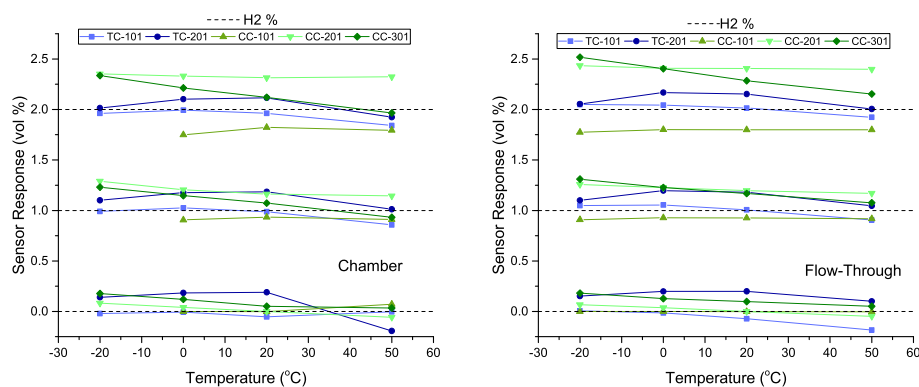 H2 %
TC-101 TC-201 CC-101 CC-201 CC-301
2.5
2.0
1.5
1.0
0.5
0.0
Sensor Response (vol %)
Chamber
-30 -20 -10 0 10 20 30 40 50 60
Temperature (°C)
H2 %
TC-101 TC-201 CC-101 CC-201 CC-301
2.5
2.0
1.5
1.0
0.5
0.0
Sensor Response (vol %)
Flow-Through
-30 -20 -10 0 10 20 30 40 50 60
Temperature (°C)